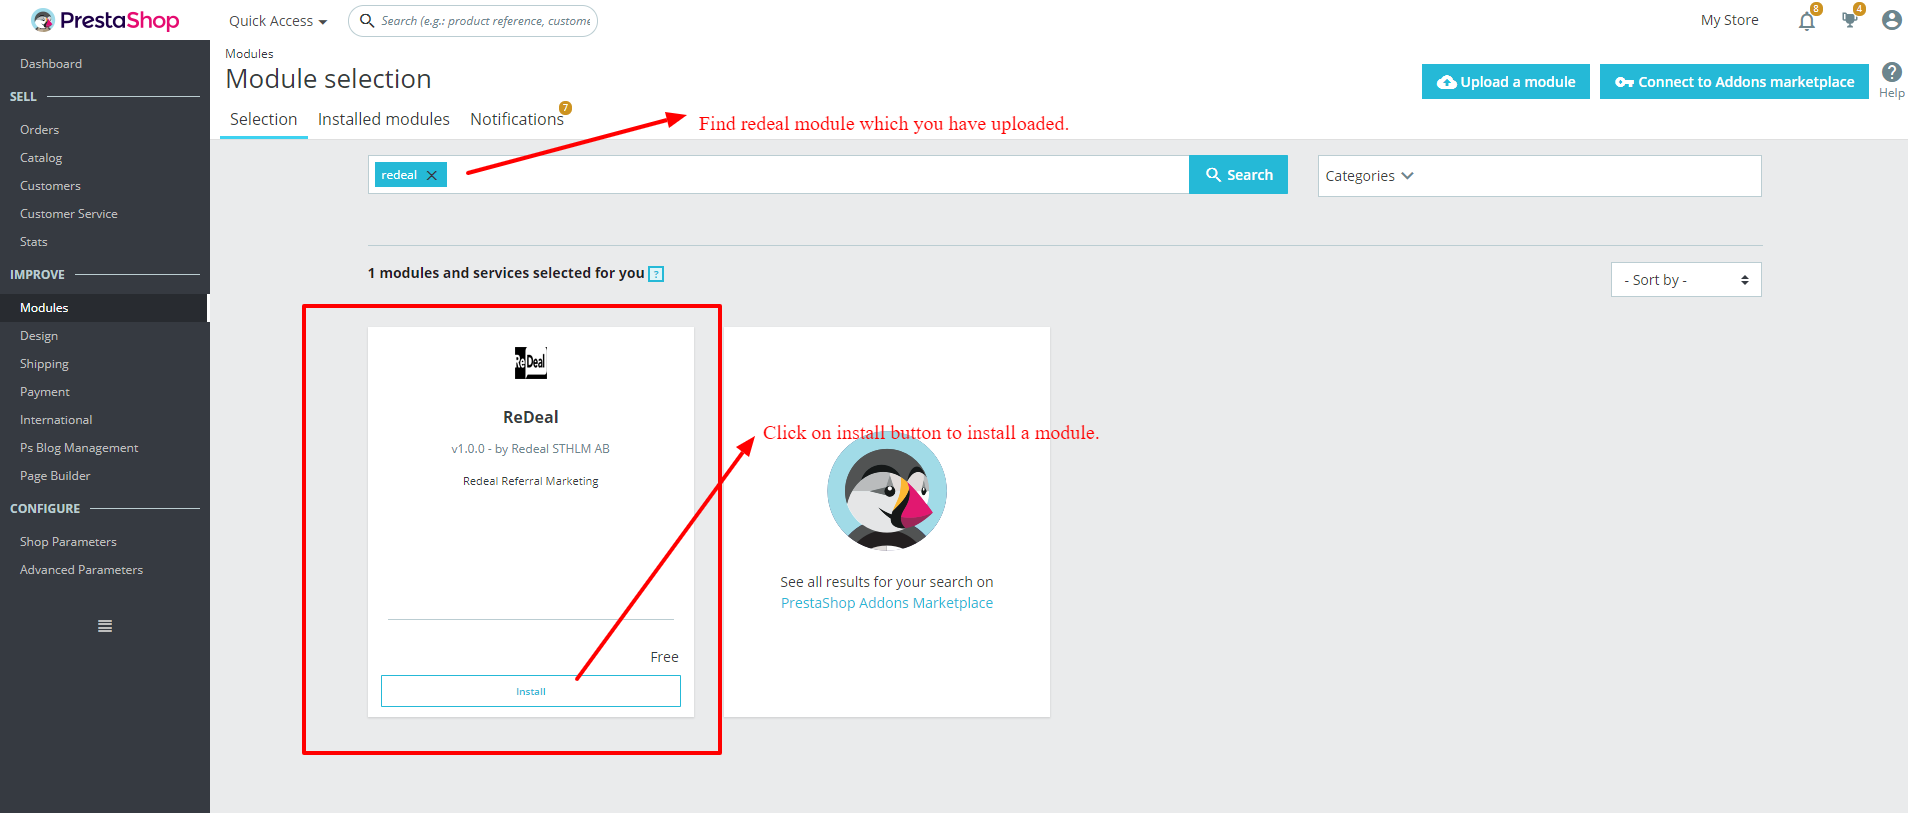 PrestaShop
Quick Access
Search (e.g.: product reference, custome
My Store
8
4
Dashboard
SELL
Orders
Catalog
Customers
Customer Service
Stats
IMPROVE
Modules
Design
Shipping
Payment
International
Ps Blog Management
Page Builder
CONFIGURE
Shop Parameters
Advanced Parameters
Modules
Module selection
Upload a module
Connect to Addons marketplace
?
Help
Selection
Installed modules
Notifications
7
Find redeal module which you have uploaded.
redeal
Search
Categories
1 modules and services selected for you ?
- Sort by -
ReDeal
ReDeal
v1.0.0 - by Redeal STHLM AB
Redeal Referral Marketing
Free
Install
Click on install button to install a module.
See all results for your search on
PrestaShop Addons Marketplace